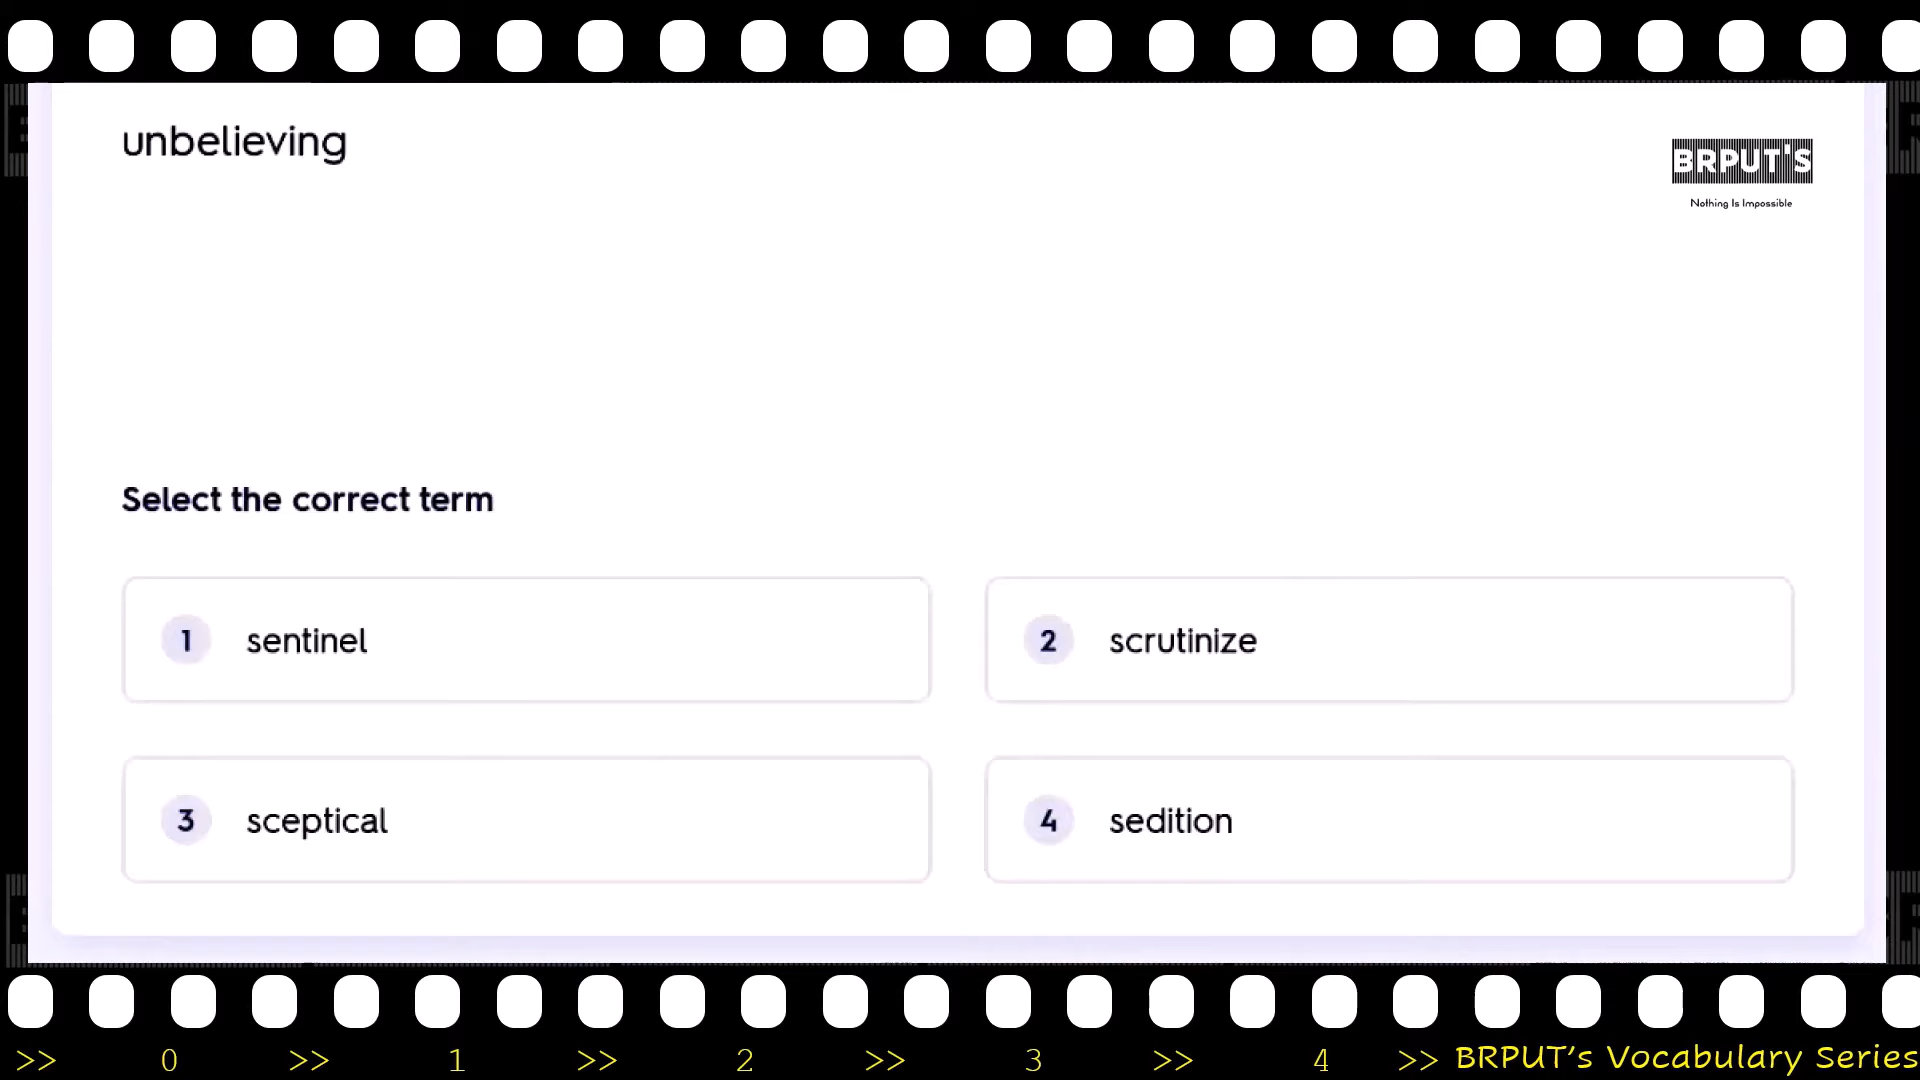 unbelieving
BRPUT'S
Nothing Is Impossible
Select the correct term
1 sentinel
2 scrutinize
3 sceptical
4 sedition
>> 0 >> 1 >> 2 >> 3 >> 4 >> BRPUT's Vocabulary Series